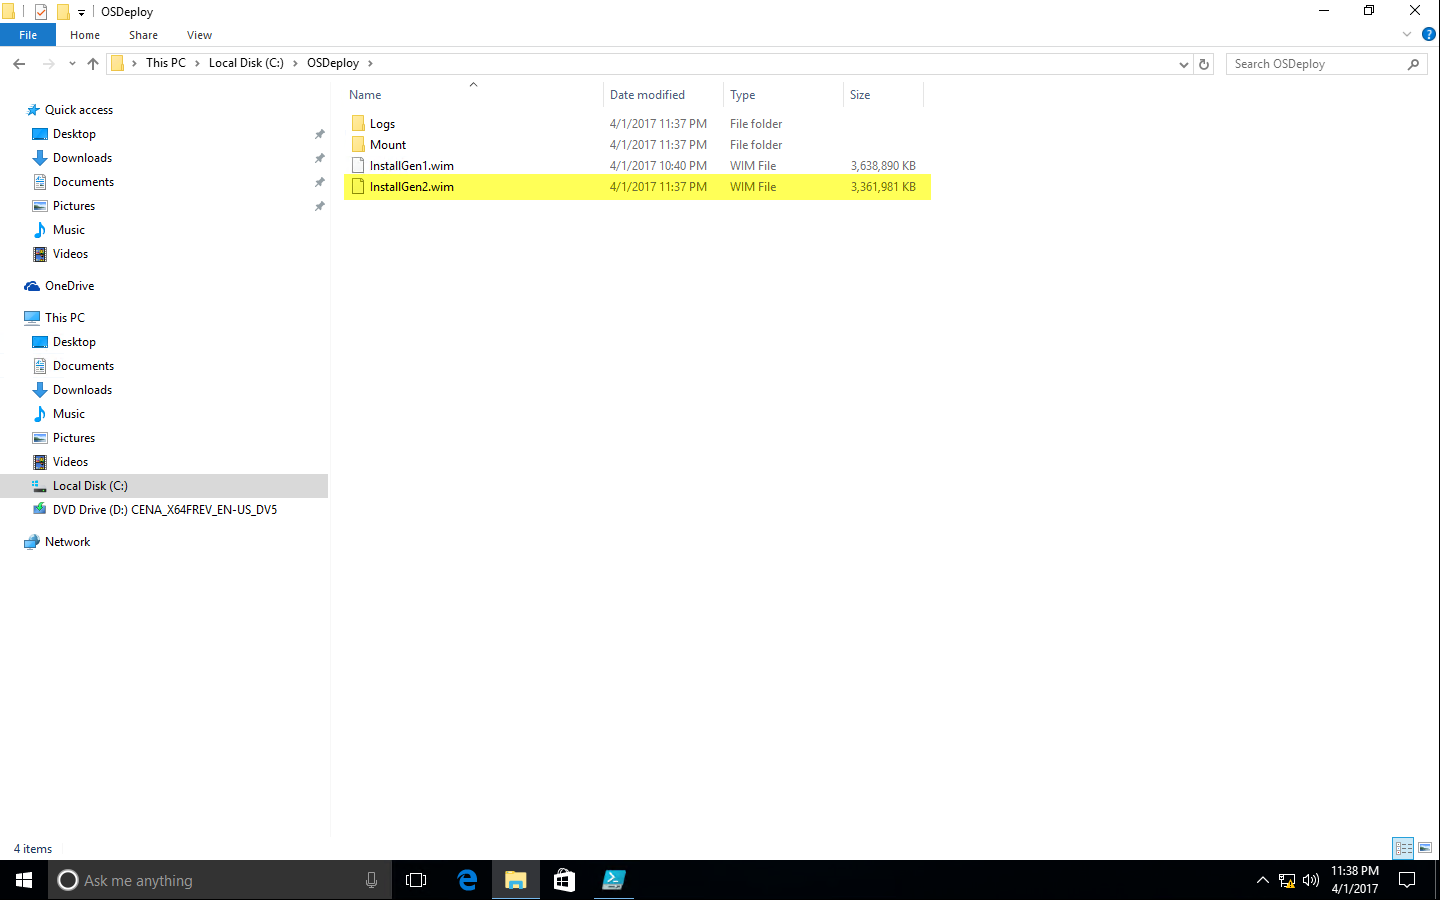 OSDeploy
File Home Share View
This PC Local Disk (C:) OSDeploy Search OSDeploy
Name Date modified Type Size
Logs 4/1/2017 11:37 PM File folder
Mount 4/1/2017 11:37 PM File folder
InstallGen1.wim 4/1/2017 10:40 PM WIM File 3,638,890 KB
InstallGen2.wim 4/1/2017 11:37 PM WIM File 3,361,981 KB
Quick access
Desktop
Downloads
Documents
Pictures
Music
Videos
OneDrive
This PC
Desktop
Documents
Downloads
Music
Pictures
Videos
Local Disk (C:)
DVD Drive (D:) CENA_X64FREV_EN-US_DV5
Network
4 items
Ask me anything
11:38 PM
4/1/2017